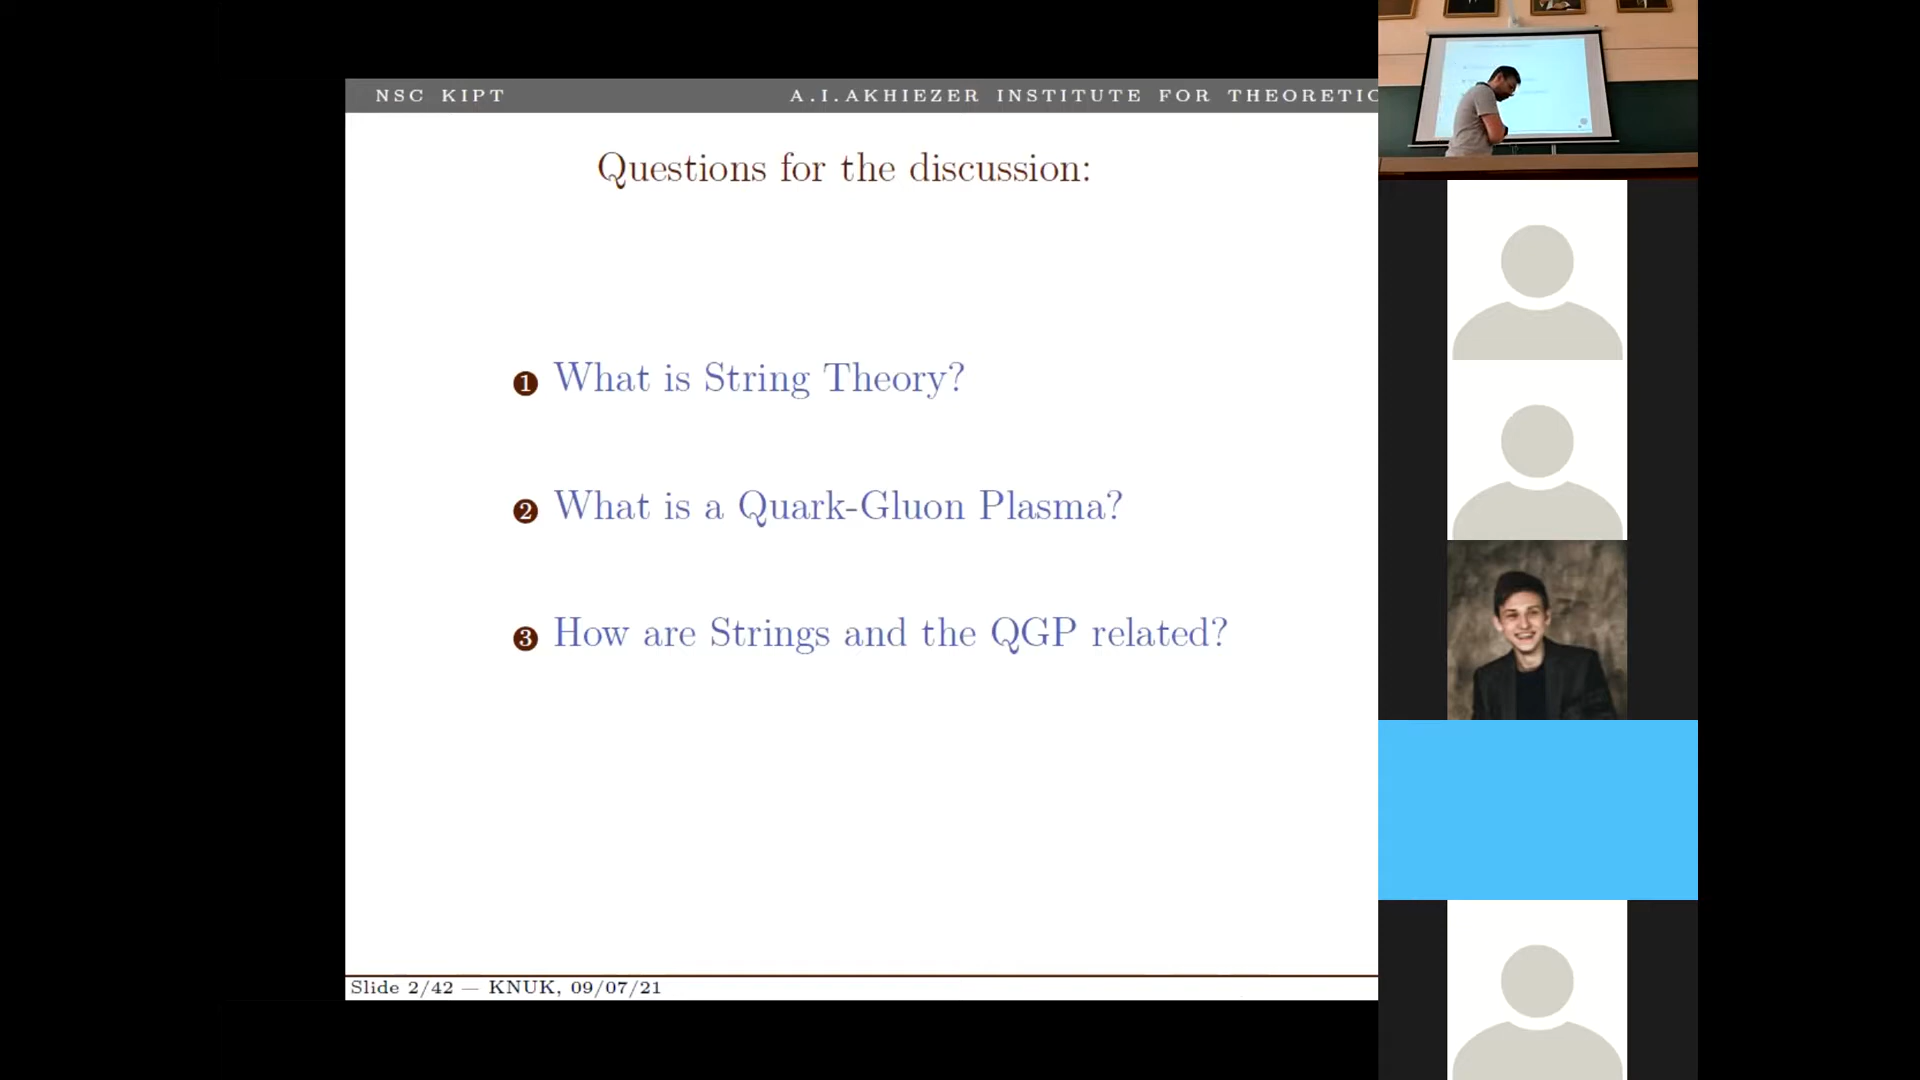 NSC KIPT
A.I.AKHIEZER INSTITUTE FOR THEORETIC
Questions for the discussion:
1 What is String Theory?
2 What is a Quark-Gluon Plasma?
3 How are Strings and the QGP related?
Slide 2/42 — KNUK, 09/07/21